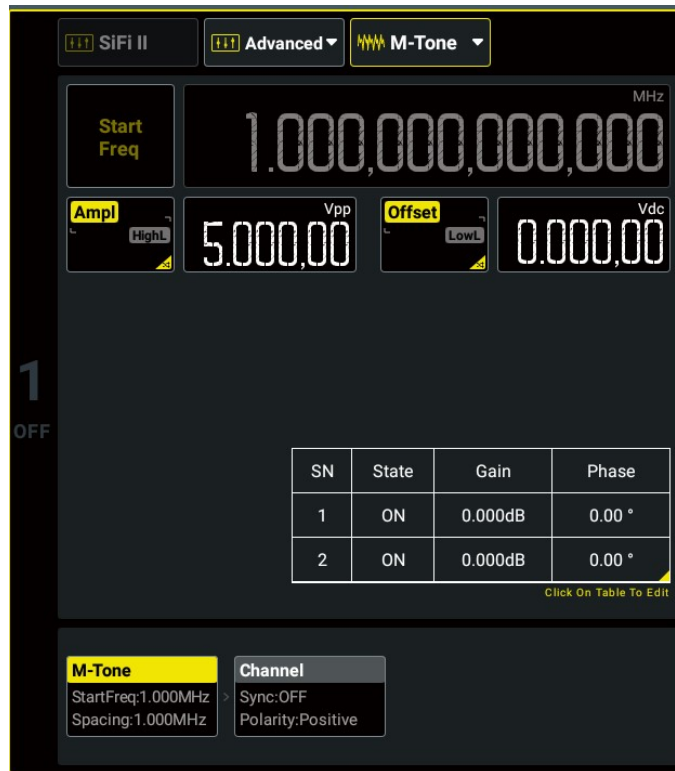 SiFi II Advanced M-Tone
Start Freq
MHz
1.000,000,000,000
Ampl
HighL
Vpp
5.000,00
Offset
LowL
Vdc
0.000,00
1
OFF
SN State Gain Phase
1 ON 0.000dB 0.00 °
2 ON 0.000dB 0.00 °
Click On Table To Edit
M-Tone
StartFreq:1.000MHz
Spacing:1.000MHz
>
Channel
Sync:OFF
Polarity:Positive